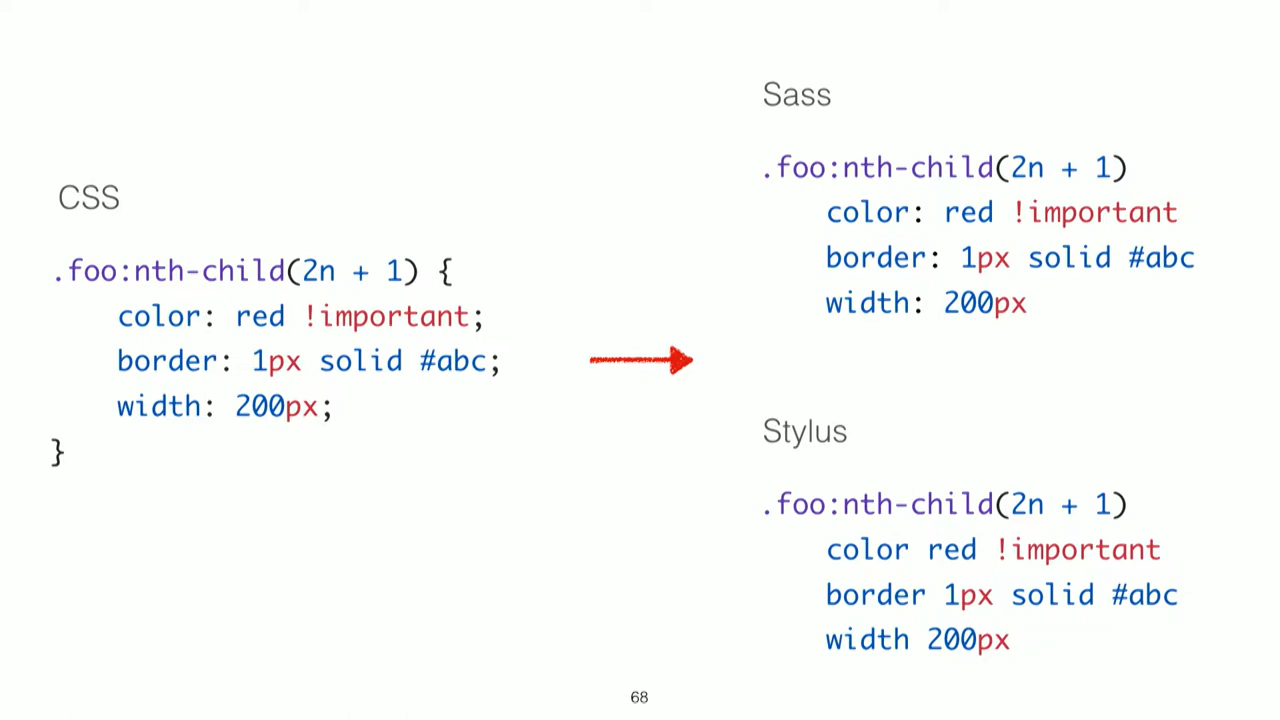 CSS
.foo:nth-child(2n + 1) {
    color: red !important;
    border: 1px solid #abc;
    width: 200px;
}
Sass
.foo:nth-child(2n + 1)
    color: red !important
    border: 1px solid #abc
    width: 200px
Stylus
.foo:nth-child(2n + 1)
    color red !important
    border 1px solid #abc
    width 200px
68